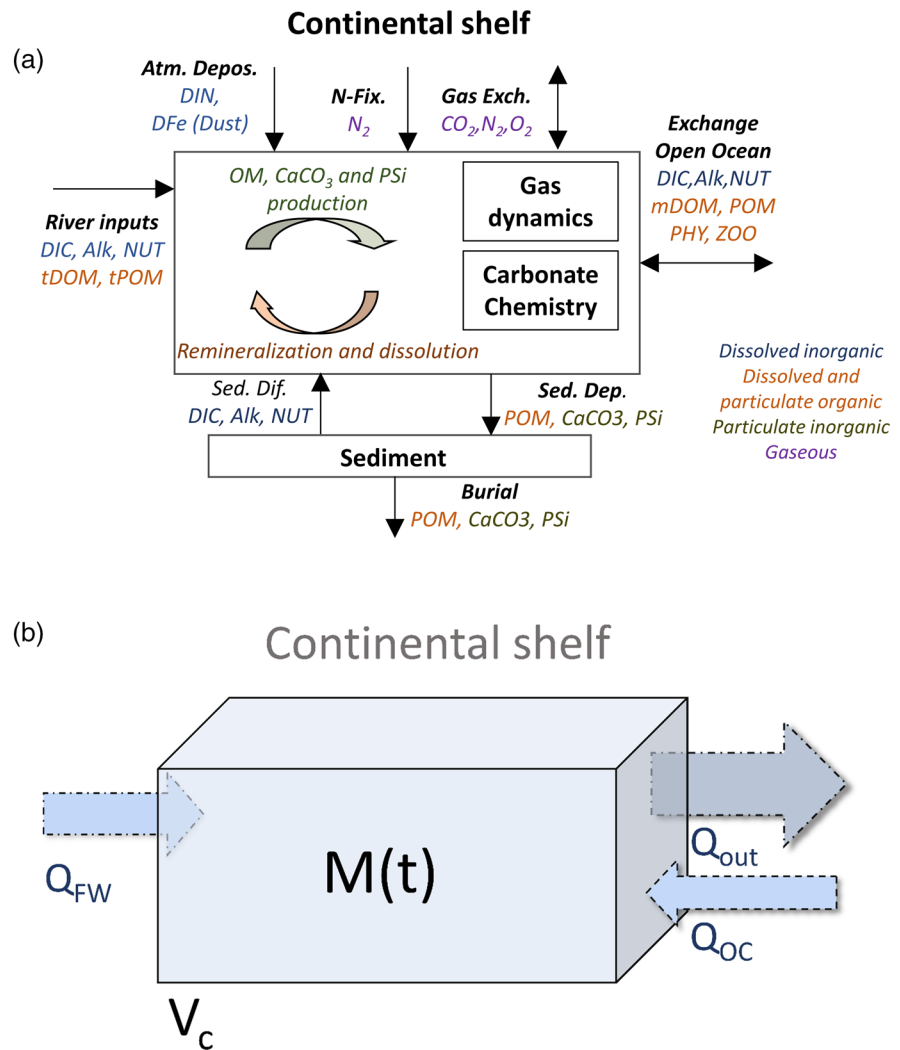 Continental shelf
(a)
Atm. Depos.
DIN,
DFe (Dust)
N-Fix.
N2
Gas Exch.
CO2,N2,O2
Exchange
Open Ocean
DIC,Alk,NUT
mDOM, POM
PHY, ZOO
River inputs
DIC, Alk, NUT
tDOM, tPOM
OM, CaCO3 and PSi
production
Gas
dynamics
Carbonate
Chemistry
Remineralization and dissolution
Sed. Dif.
DIC, Alk, NUT
Sed. Dep.
POM, CaCO3, PSi
Dissolved inorganic
Dissolved and
particulate organic
Particulate inorganic
Gaseous
Sediment
Burial
POM, CaCO3, PSi
(b)
Continental shelf
QFW
M(t)
Qout
QOC
Vc